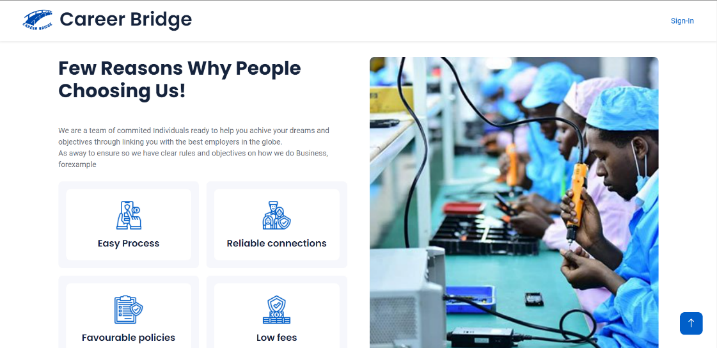 Career Bridge
Sign-In
Few Reasons Why People
Choosing Us!
We are a team of commited Individuals ready to help you achive your dreams and
objectives through linking you with the best employers in the globe.
As away to ensure so we have clear rules and objectives on how we do Business,
forexample
Easy Process
Reliable connections
Favourable policies
Low fees